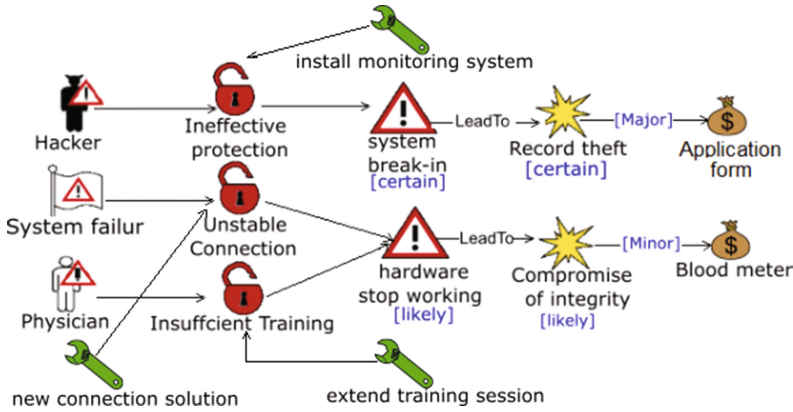 install monitoring system
Hacker
Ineffective
protection
system
break-in
[certain]
LeadTo
Record theft
[certain]
[Major]
Application
form
System failur
Unstable
Connection
hardware
stop working
[likely]
LeadTo
Compromise
of integrity
[likely]
[Minor]
Blood meter
Physician
Insuffcient Training
new connection solution
extend training session